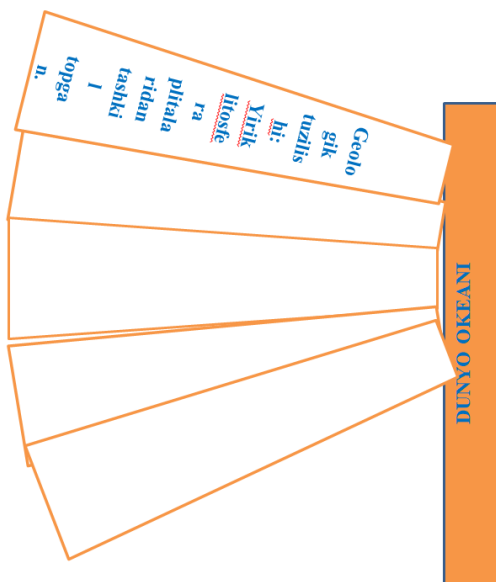 Geolo
gik
tuzilis
hi:
Yirik
litosfe
ra
plitala
ridan
tashki
l
topga
n.
DUNYO OKEANI